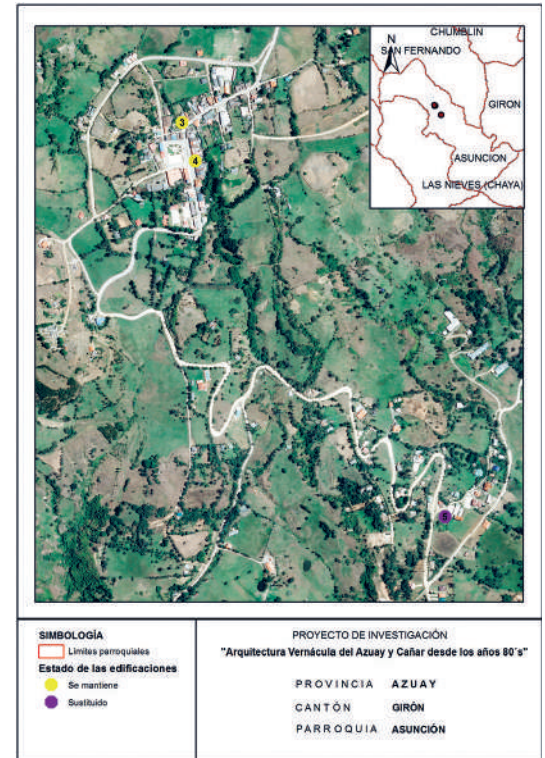 N
CHUMBLIN
SAN FERNANDO
GIRON
ASUNCION
LAS NIEVES (CHAYA)
3
4
5
SIMBOLOGÍA
Límites parroquiales
Estado de las edificaciones
Se mantiene
Sustituido
PROYECTO DE INVESTIGACIÓN
"Arquitectura Vernácula del Azuay y Cañar desde los años 80´s"
PROVINCIA AZUAY
CANTÓN GIRÓN
PARROQUIA ASUNCIÓN